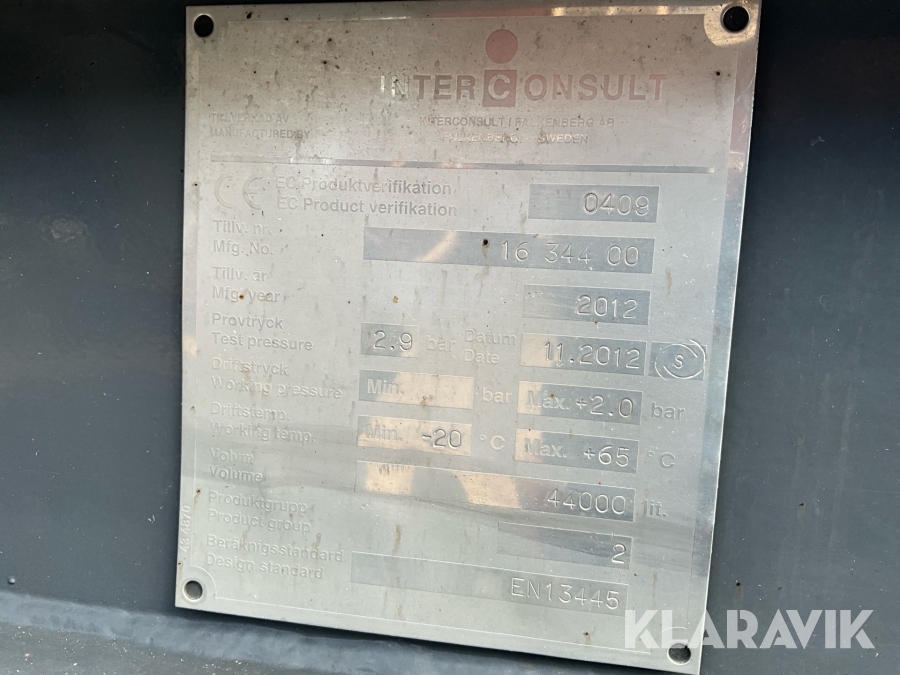 INTERCONSULT
TILLVERKAD AV
MANUFACTURED BY
INTERCONSULT I FALKENBERG AB
FALKENBERG - SWEDEN
CE EC Produktverifikation
EC Product verifikation 0409
Tillv. nr.
Mfg. No. 16 344 00
Tillv. år
Mfg. year 2012
Provtryck
Test pressure 2.9 bar Datum
Date 11.2012 S
Driftstryck
Working pressure Min. bar Max. +2.0 bar
Driftstemp.
Working temp. Min. -20 °C Max. +65 °C
Volym
Volume 44000 lit.
Produktgrupp
Product group 2
Beräknigsstandard
Design standard EN13445
KLARAVIK